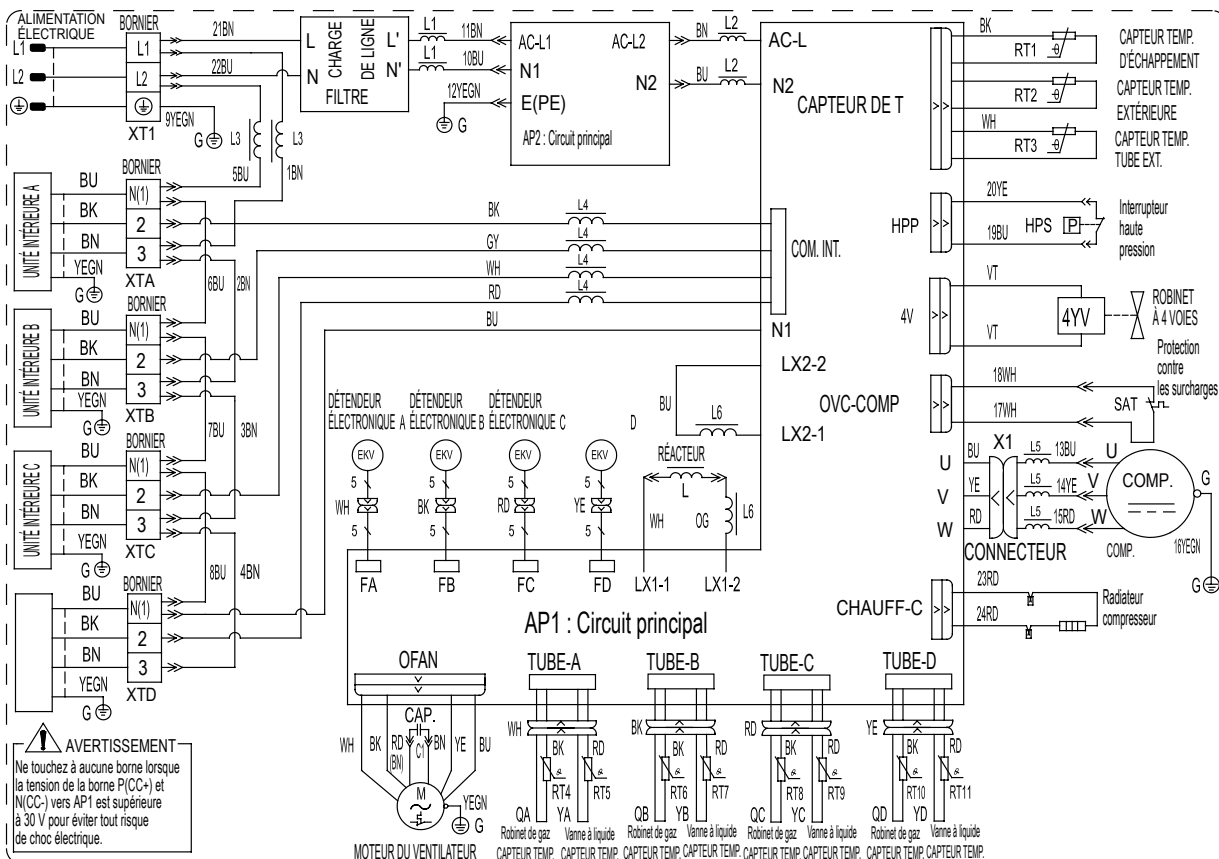 ALIMENTATION
ÉLECTRIQUE
L1
L2
BORNIER
L1
L2
XT1
21BN
22BU
9YEGN
G
L3
L3
5BU
1BN
L
N
CHARGE
DE LIGNE
FILTRE
L'
N'
L1
L1
11BN
10BU
12YEGN
G
AC-L1
N1
E(PE)
AC-L2
N2
AP2 : Circuit principal
BN
L2
BU
L2
AC-L
N2
CAPTEUR DE T
BK
RT1
CAPTEUR TEMP.
D'ÉCHAPPEMENT
RT2
CAPTEUR TEMP.
EXTÉRIEURE
WH
RT3
CAPTEUR TEMP.
TUBE EXT.
HPP
20YE
19BU
HPS
P
Interrupteur
haute
pression
4V
VT
VT
4YV
ROBINET
À 4 VOIES
Protection
contre
les surcharges
OVC-COMP
18WH
17WH
SAT
U
V
W
BU
YE
RD
X1
CONNECTEUR
L5
L5
L5
13BU
14YE
15RD
U
V
W
COMP.
COMP.
16YEGN
G
G
CHAUFF-C
23RD
24RD
Radiateur
compresseur
UNITÉ INTÉRIEURE A
BU
BK
BN
YEGN
G
BORNIER
N(1)
2
3
XTA
6BU
2BN
UNITÉ INTÉRIEURE B
BU
BK
BN
YEGN
G
BORNIER
N(1)
2
3
XTB
7BU
3BN
UNITÉ INTÉRIEURE C
BU
BK
BN
YEGN
G
BORNIER
N(1)
2
3
XTC
8BU
4BN
BU
BK
BN
YEGN
G
BORNIER
N(1)
2
3
XTD
BK
L4
GY
L4
WH
L4
RD
L4
BU
COM. INT.
N1
LX2-2
LX2-1
BU
L6
DÉTENDEUR
ÉLECTRONIQUE A
DÉTENDEUR
ÉLECTRONIQUE B
DÉTENDEUR
ÉLECTRONIQUE C
D
EKV
EKV
EKV
EKV
5
5
5
5
WH
BK
RD
YE
5
5
5
5
FA
FB
FC
FD
RÉACTEUR
L
WH
OG
L6
LX1-1
LX1-2
AP1 : Circuit principal
OFAN
CAP.
C1
WH
BK
RD
(BN)
BN
YE
BU
M
YEGN
G
MOTEUR DU VENTILATEUR
TUBE-A
WH
BK
RD
RT4
RT5
QA
YA
Robinet de gaz
CAPTEUR TEMP.
Vanne à liquide
CAPTEUR TEMP.
TUBE-B
BK
BK
RD
RT6
RT7
QB
YB
Robinet de gaz
CAPTEUR TEMP.
Vanne à liquide
CAPTEUR TEMP.
TUBE-C
RD
BK
RD
RT8
RT9
QC
YC
Robinet de gaz
CAPTEUR TEMP.
Vanne à liquide
CAPTEUR TEMP.
TUBE-D
YE
BK
RD
RT10
RT11
QD
YD
Robinet de gaz
CAPTEUR TEMP.
Vanne à liquide
CAPTEUR TEMP.
AVERTISSEMENT
Ne touchez à aucune borne lorsque
la tension de la borne P(CC+) et
N(CC-) vers AP1 est supérieure
à 30 V pour éviter tout risque
de choc électrique.